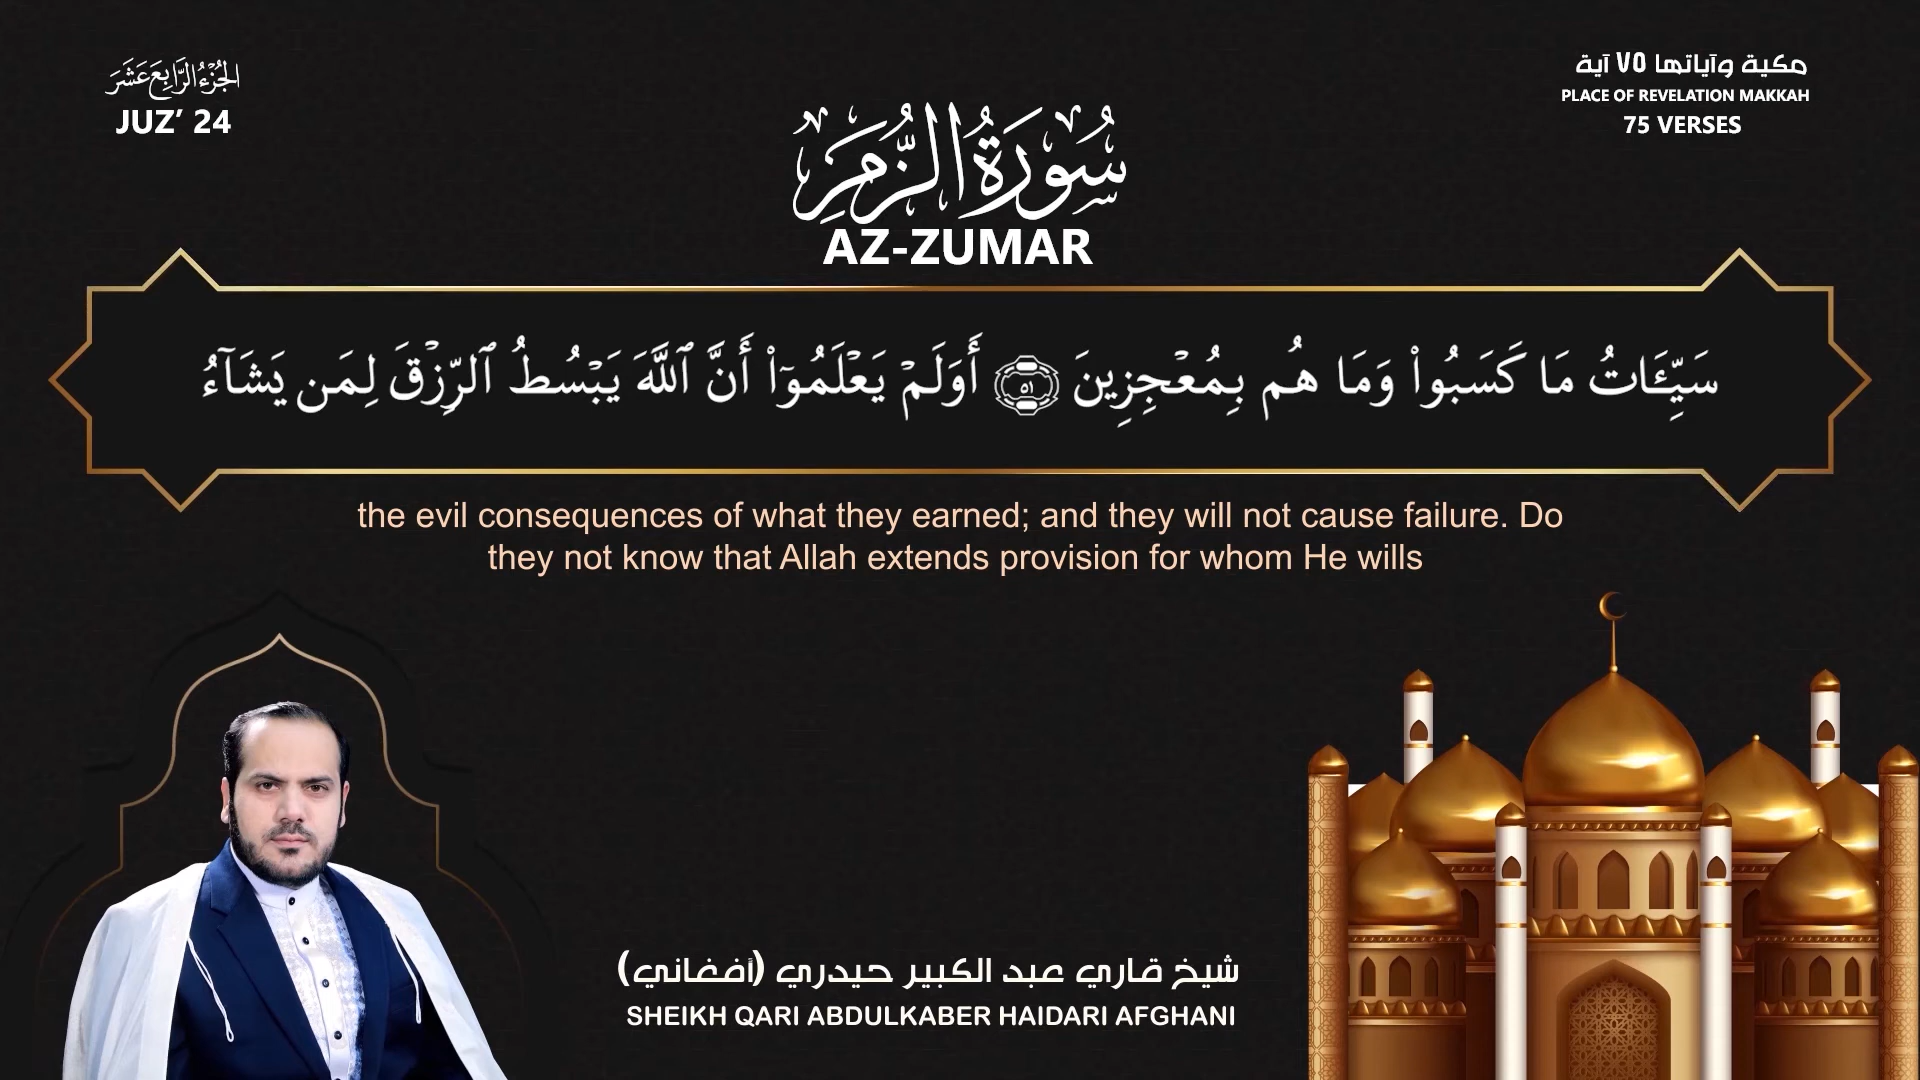 الجُزْءُ الرَّابِعَ عَشَرَ
JUZ’ 24
مكية وآياتها ٧٥ آية
PLACE OF REVELATION MAKKAH
75 VERSES
سُورَةُ الزُّمَرِ
AZ-ZUMAR
سَيِّـَٔاتُ مَا كَسَبُوا۟ وَمَا هُم بِمُعْجِزِينَ ٥١ أَوَلَمْ يَعْلَمُوٓا۟ أَنَّ ٱللَّهَ يَبْسُطُ ٱلرِّزْقَ لِمَن يَشَآءُ
the evil consequences of what they earned; and they will not cause failure. Do
they not know that Allah extends provision for whom He wills
شيخ قاري عبد الكبير حيدري (أفغاني)
SHEIKH QARI ABDULKABER HAIDARI AFGHANI